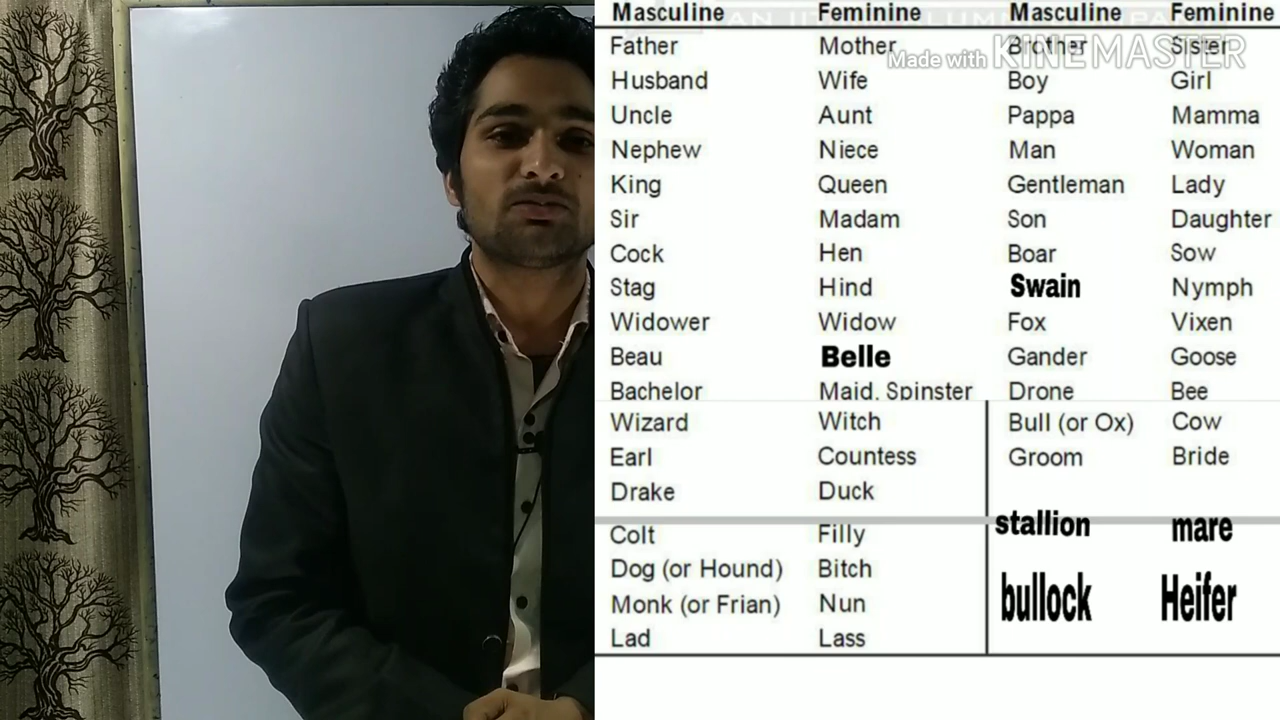 Masculine Feminine Masculine Feminine
Made with KINEMASTER
Father Mother Brother Sister
Husband Wife Boy Girl
Uncle Aunt Pappa Mamma
Nephew Niece Man Woman
King Queen Gentleman Lady
Sir Madam Son Daughter
Cock Hen Boar Sow
Stag Hind Swain Nymph
Widower Widow Fox Vixen
Beau Belle Gander Goose
Bachelor Maid, Spinster Drone Bee
Wizard Witch Bull (or Ox) Cow
Earl Countess Groom Bride
Drake Duck
stallion mare
Colt Filly
Dog (or Hound) Bitch
Monk (or Frian) Nun bullock Heifer
Lad Lass